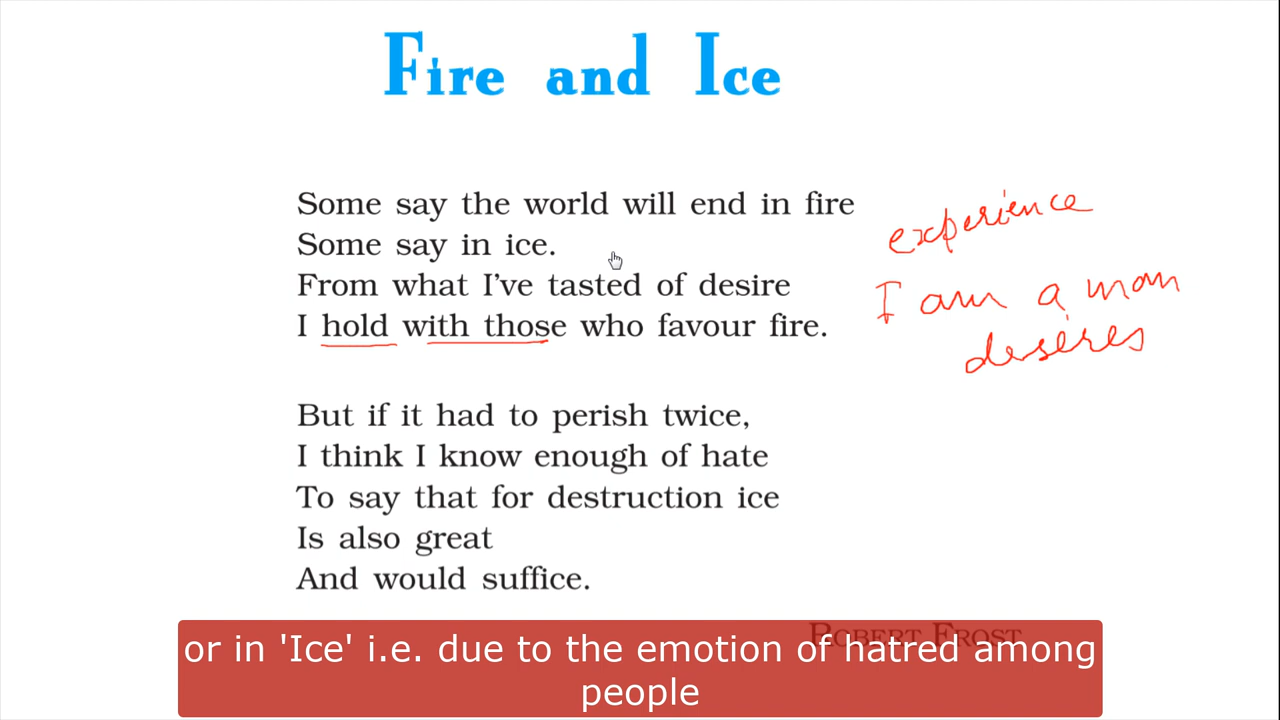 Fire and Ice
Some say the world will end in fire
Some say in ice.
From what I've tasted of desire
I hold with those who favour fire.
experience
I am a man
deseres
But if it had to perish twice,
I think I know enough of hate
To say that for destruction ice
Is also great
And would suffice.
ROBERT FROST
or in 'Ice' i.e. due to the emotion of hatred among
people